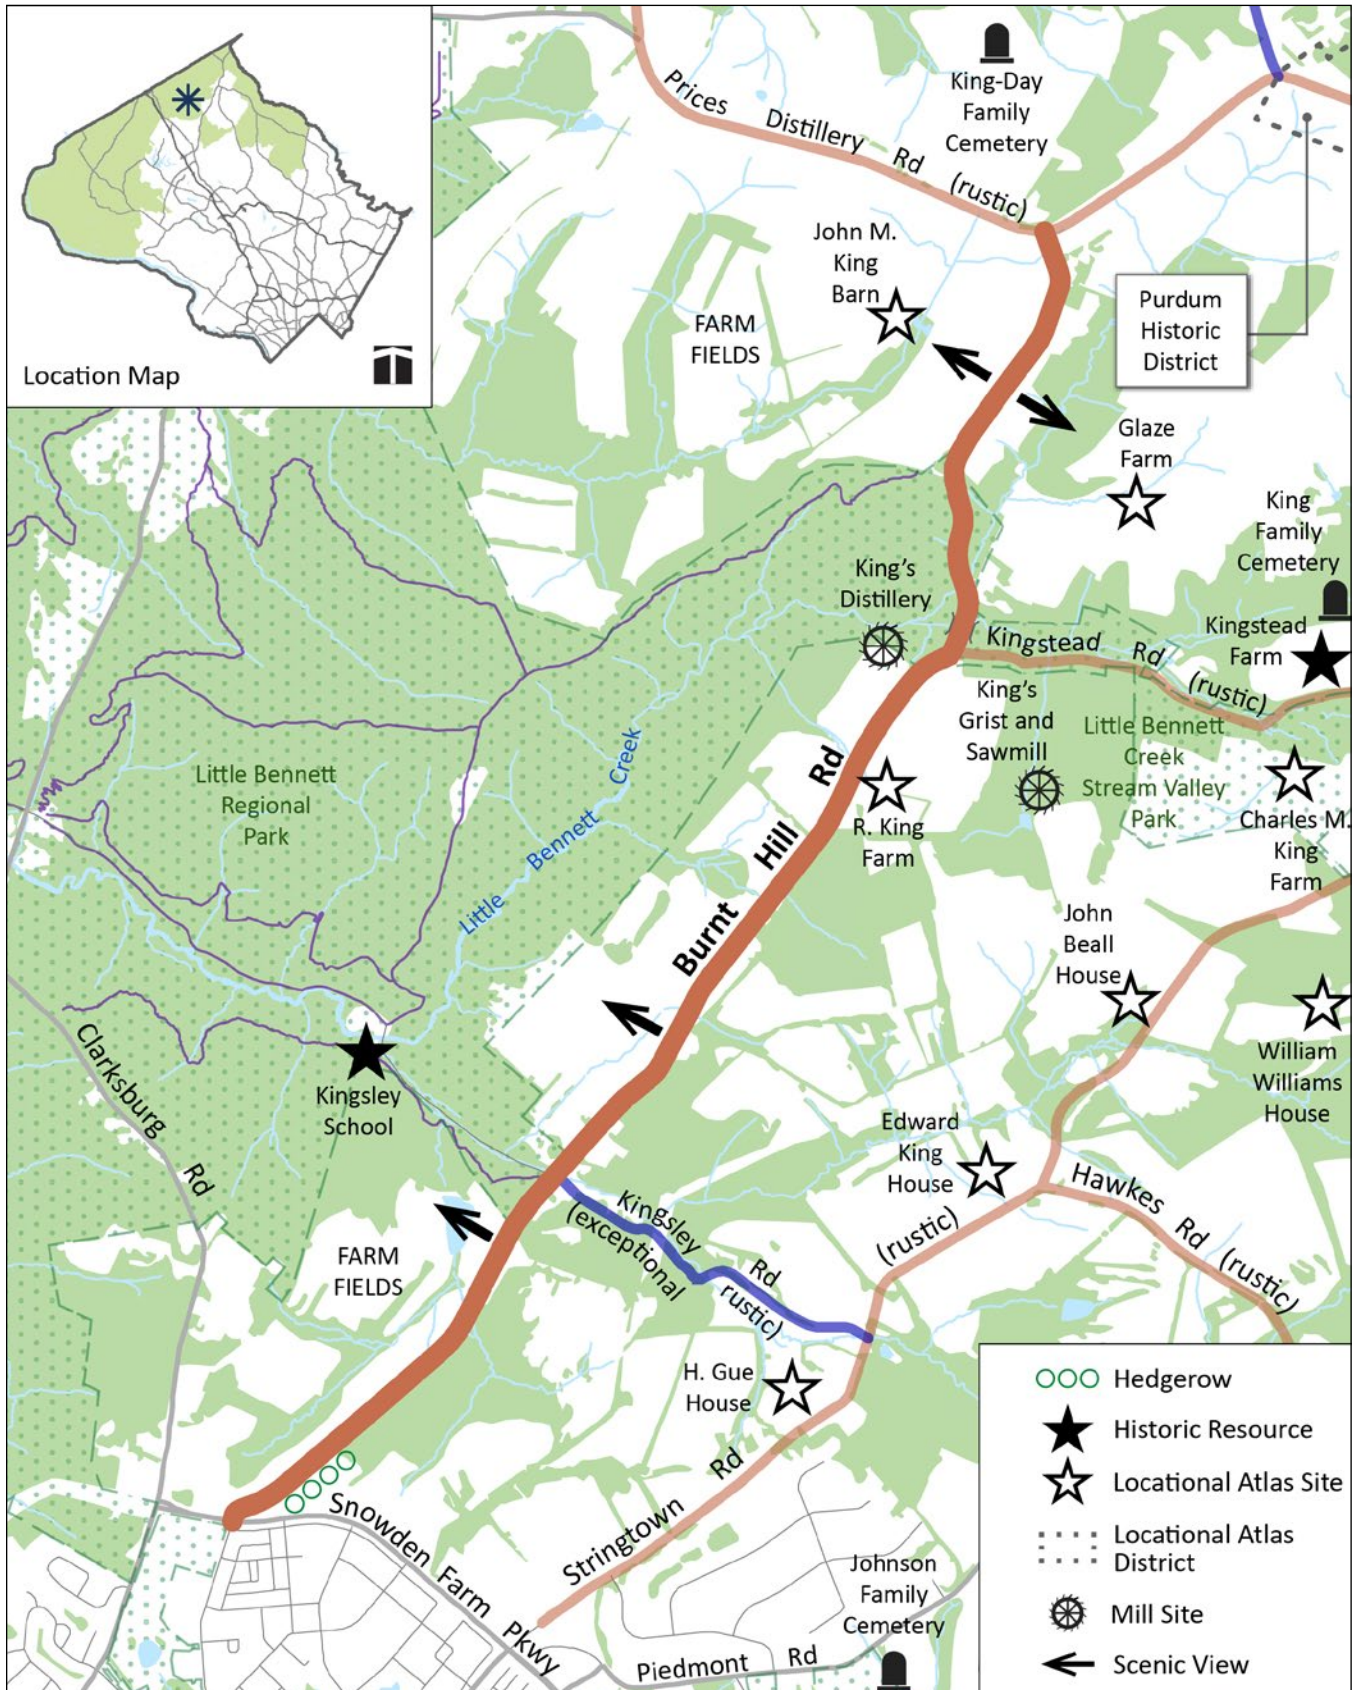 Location Map
Prices Distillery Rd (rustic)
King-Day
Family
Cemetery
John M.
King
Barn
FARM
FIELDS
Purdum
Historic
District
Glaze
Farm
King
Family
Cemetery
King's
Distillery
Kingstead Rd (rustic)
Kingstead
Farm
King's
Grist and
Sawmill
Little Bennett
Creek
Stream Valley
Park
Charles M.
King
Farm
R. King
Farm
Burnt Hill Rd
Little Bennett Creek
Little Bennett
Regional
Park
John
Beall
House
William
Williams
House
Kingsley
School
Clarksburg Rd
Edward
King
House
Hawkes Rd (rustic)
Kingsley Rd
(exceptional rustic)
FARM
FIELDS
H. Gue
House
Stringtown Rd (rustic)
Snowden Farm Pkwy
Johnson
Family
Cemetery
Piedmont Rd
Hedgerow
Historic Resource
Locational Atlas Site
Locational Atlas
District
Mill Site
Scenic View